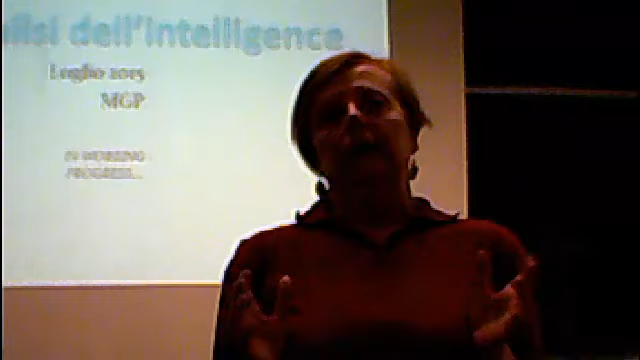 alisi dell'intelligence
Luglio 2015
MGP
IN WORKING
PROGRESS...